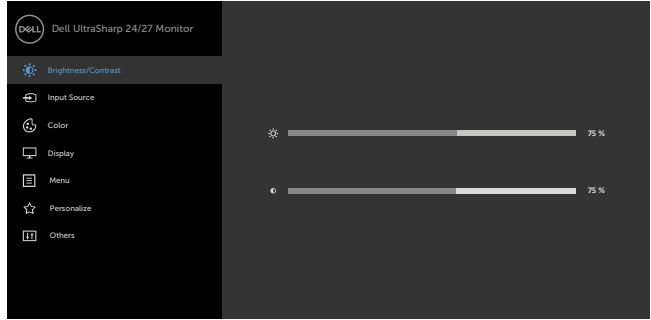 DELL
Dell UltraSharp 24/27 Monitor
Brightness/Contrast
Input Source
Color
Display
Menu
Personalize
Others
75 %
75 %